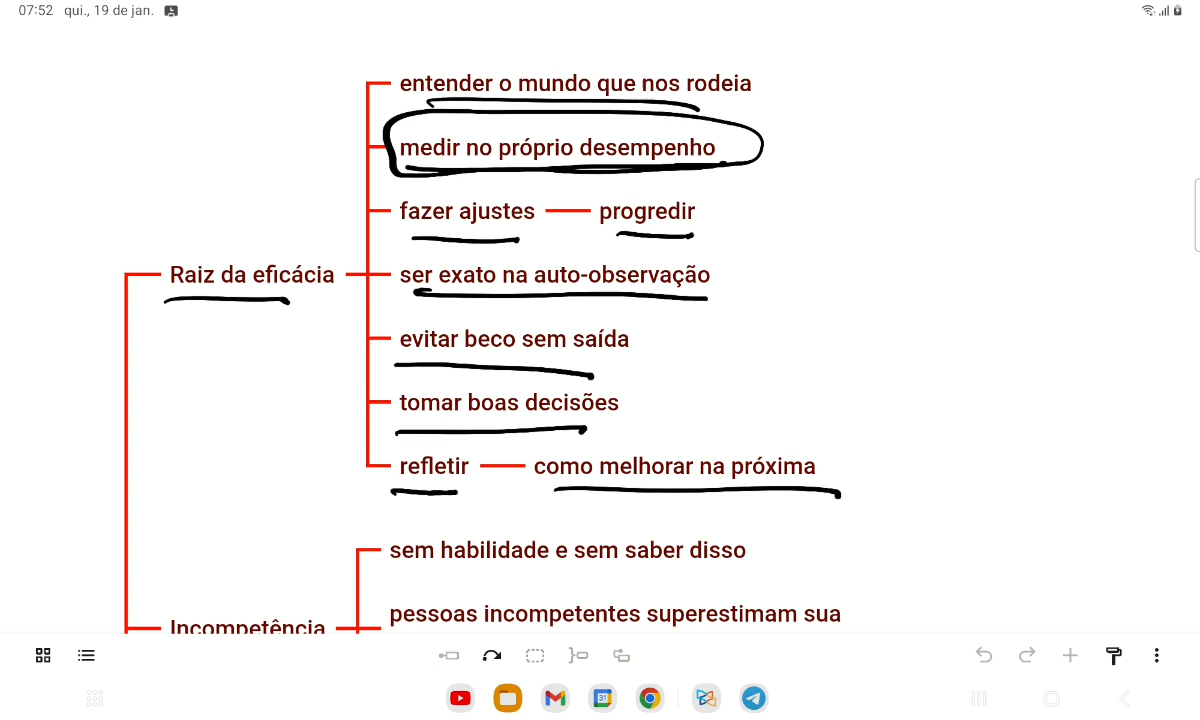 07:52 qui., 19 de jan.
entender o mundo que nos rodeia
medir no próprio desempenho
fazer ajustes progredir
Raiz da eficácia ser exato na auto-observação
evitar beco sem saída
tomar boas decisões
refletir como melhorar na próxima
sem habilidade e sem saber disso
pessoas incompetentes superestimam sua
Incompetência
31